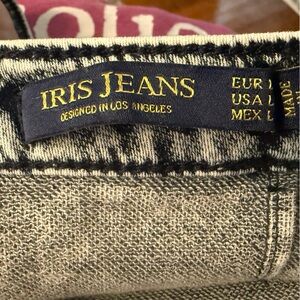 IRIS JEANS
DESIGNED IN LOS ANGELES
EUR
USA
MEX
MADE